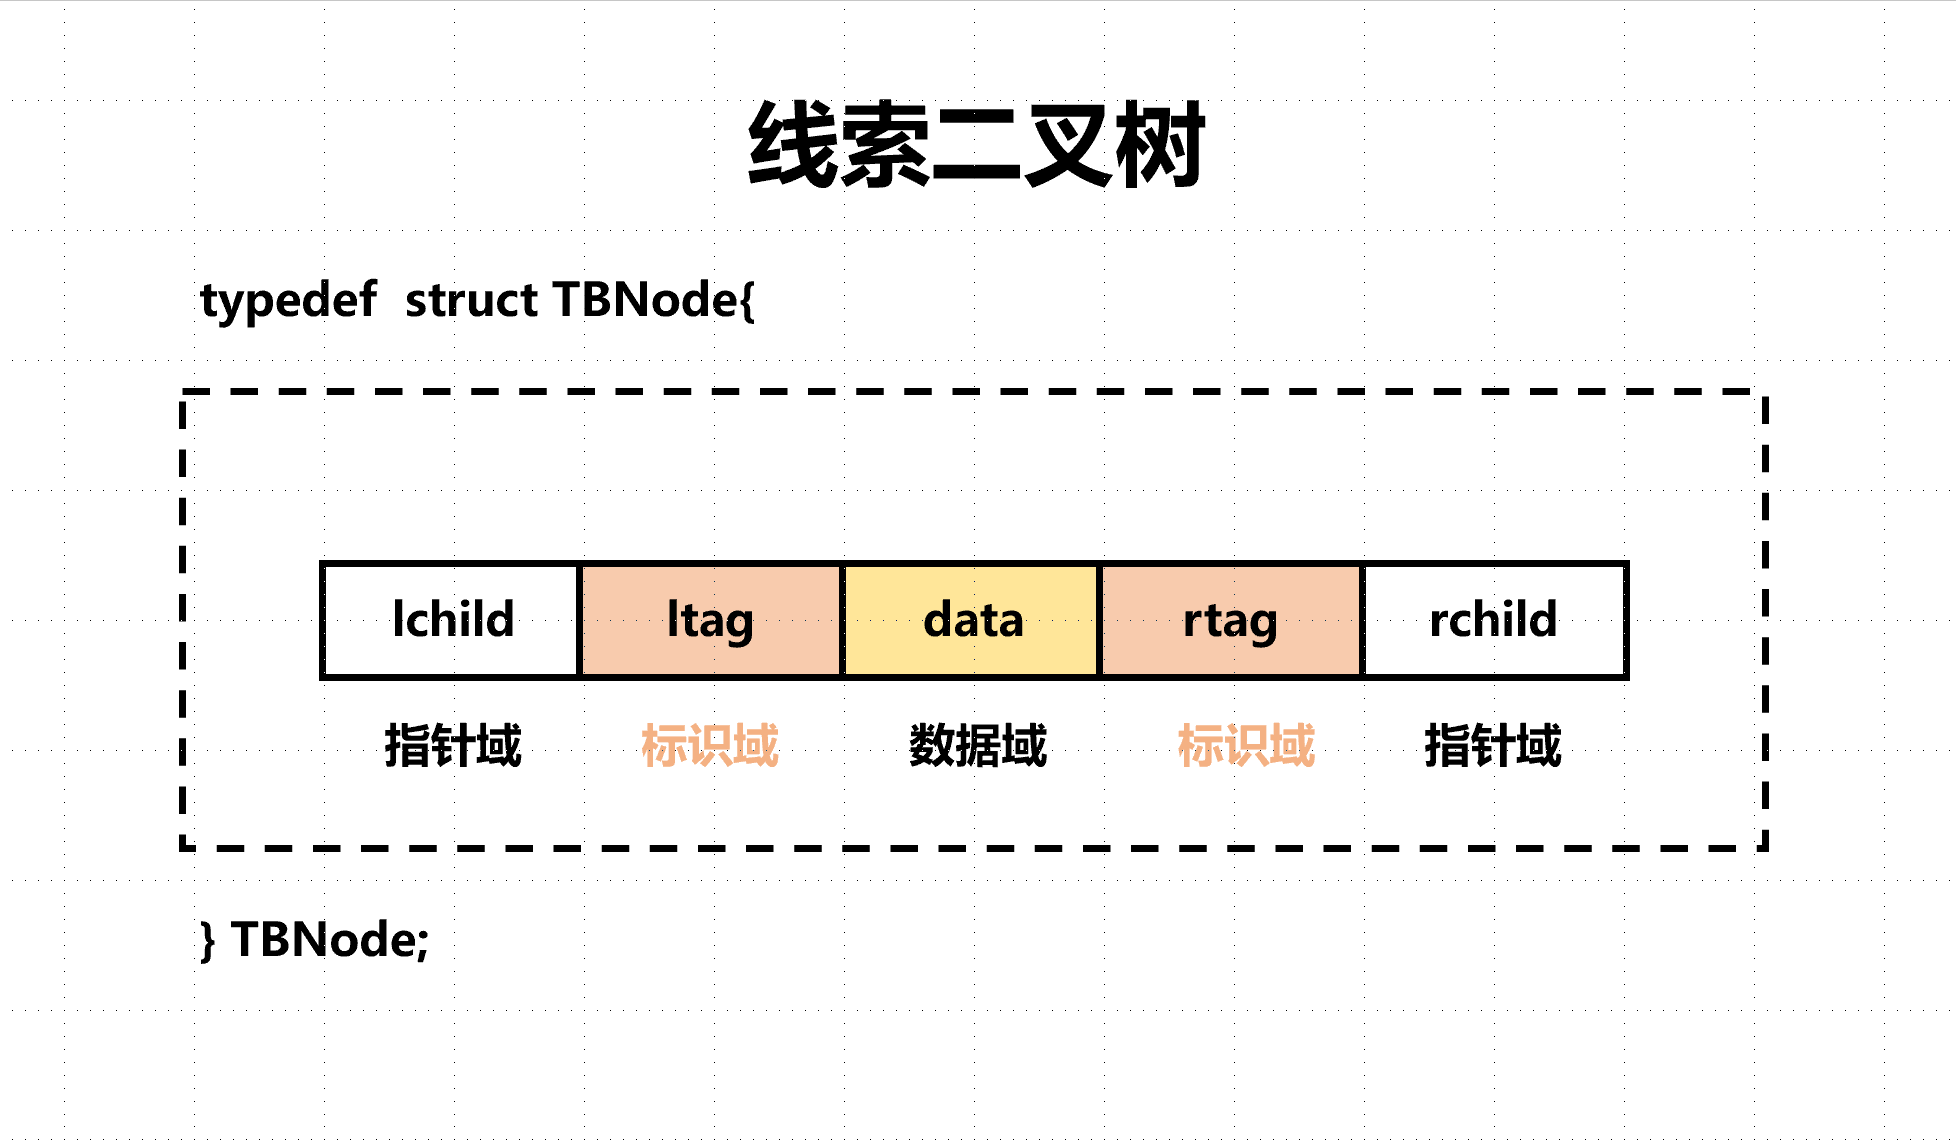 线索二叉树
typedef struct TBNode{
lchild ltag data rtag rchild
指针域 标识域 数据域 标识域 指针域
} TBNode;